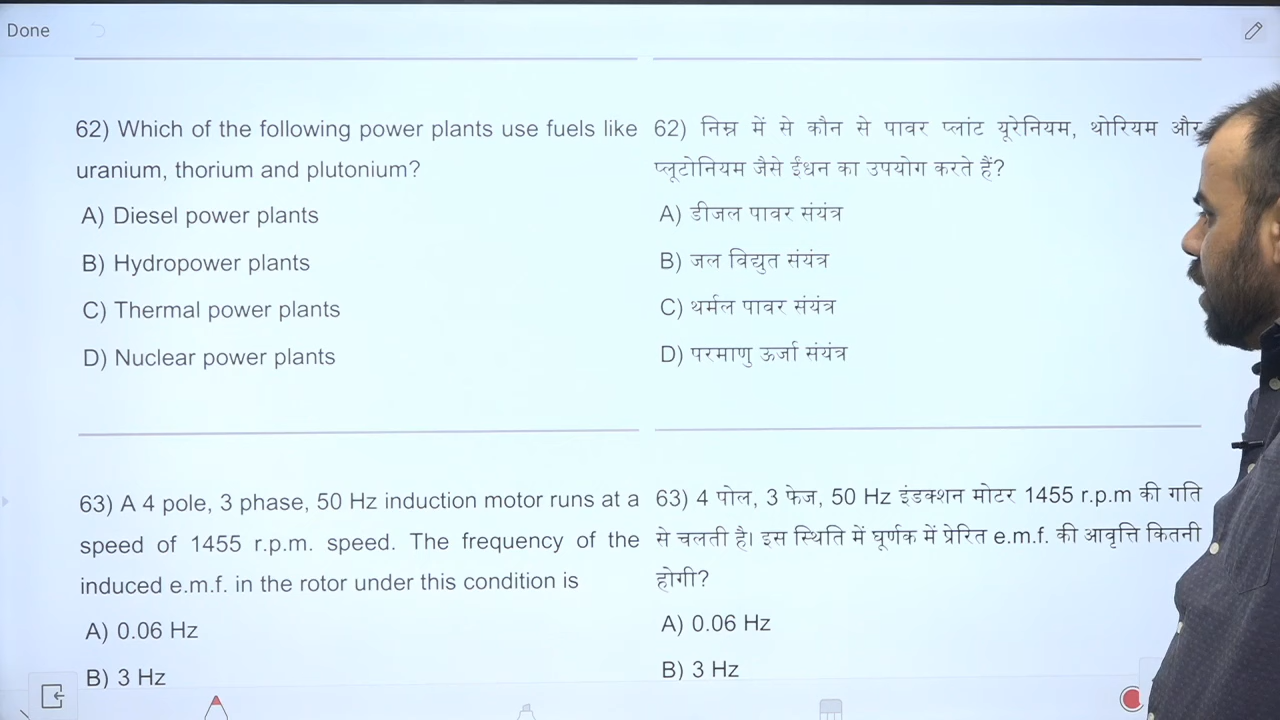 Done
62) Which of the following power plants use fuels like
uranium, thorium and plutonium?
A) Diesel power plants
B) Hydropower plants
C) Thermal power plants
D) Nuclear power plants
62) निम्न में से कौन से पावर प्लांट यूरेनियम, थोरियम और
प्लूटोनियम जैसे ईंधन का उपयोग करते हैं?
A) डीजल पावर संयंत्र
B) जल विद्युत संयंत्र
C) थर्मल पावर संयंत्र
D) परमाणु ऊर्जा संयंत्र
63) A 4 pole, 3 phase, 50 Hz induction motor runs at a
speed of 1455 r.p.m. speed. The frequency of the
induced e.m.f. in the rotor under this condition is
A) 0.06 Hz
B) 3 Hz
63) 4 पोल, 3 फेज, 50 Hz इंडक्शन मोटर 1455 r.p.m की गति
से चलती है। इस स्थिति में घूर्णक में प्रेरित e.m.f. की आवृत्ति कितनी
होगी?
A) 0.06 Hz
B) 3 Hz